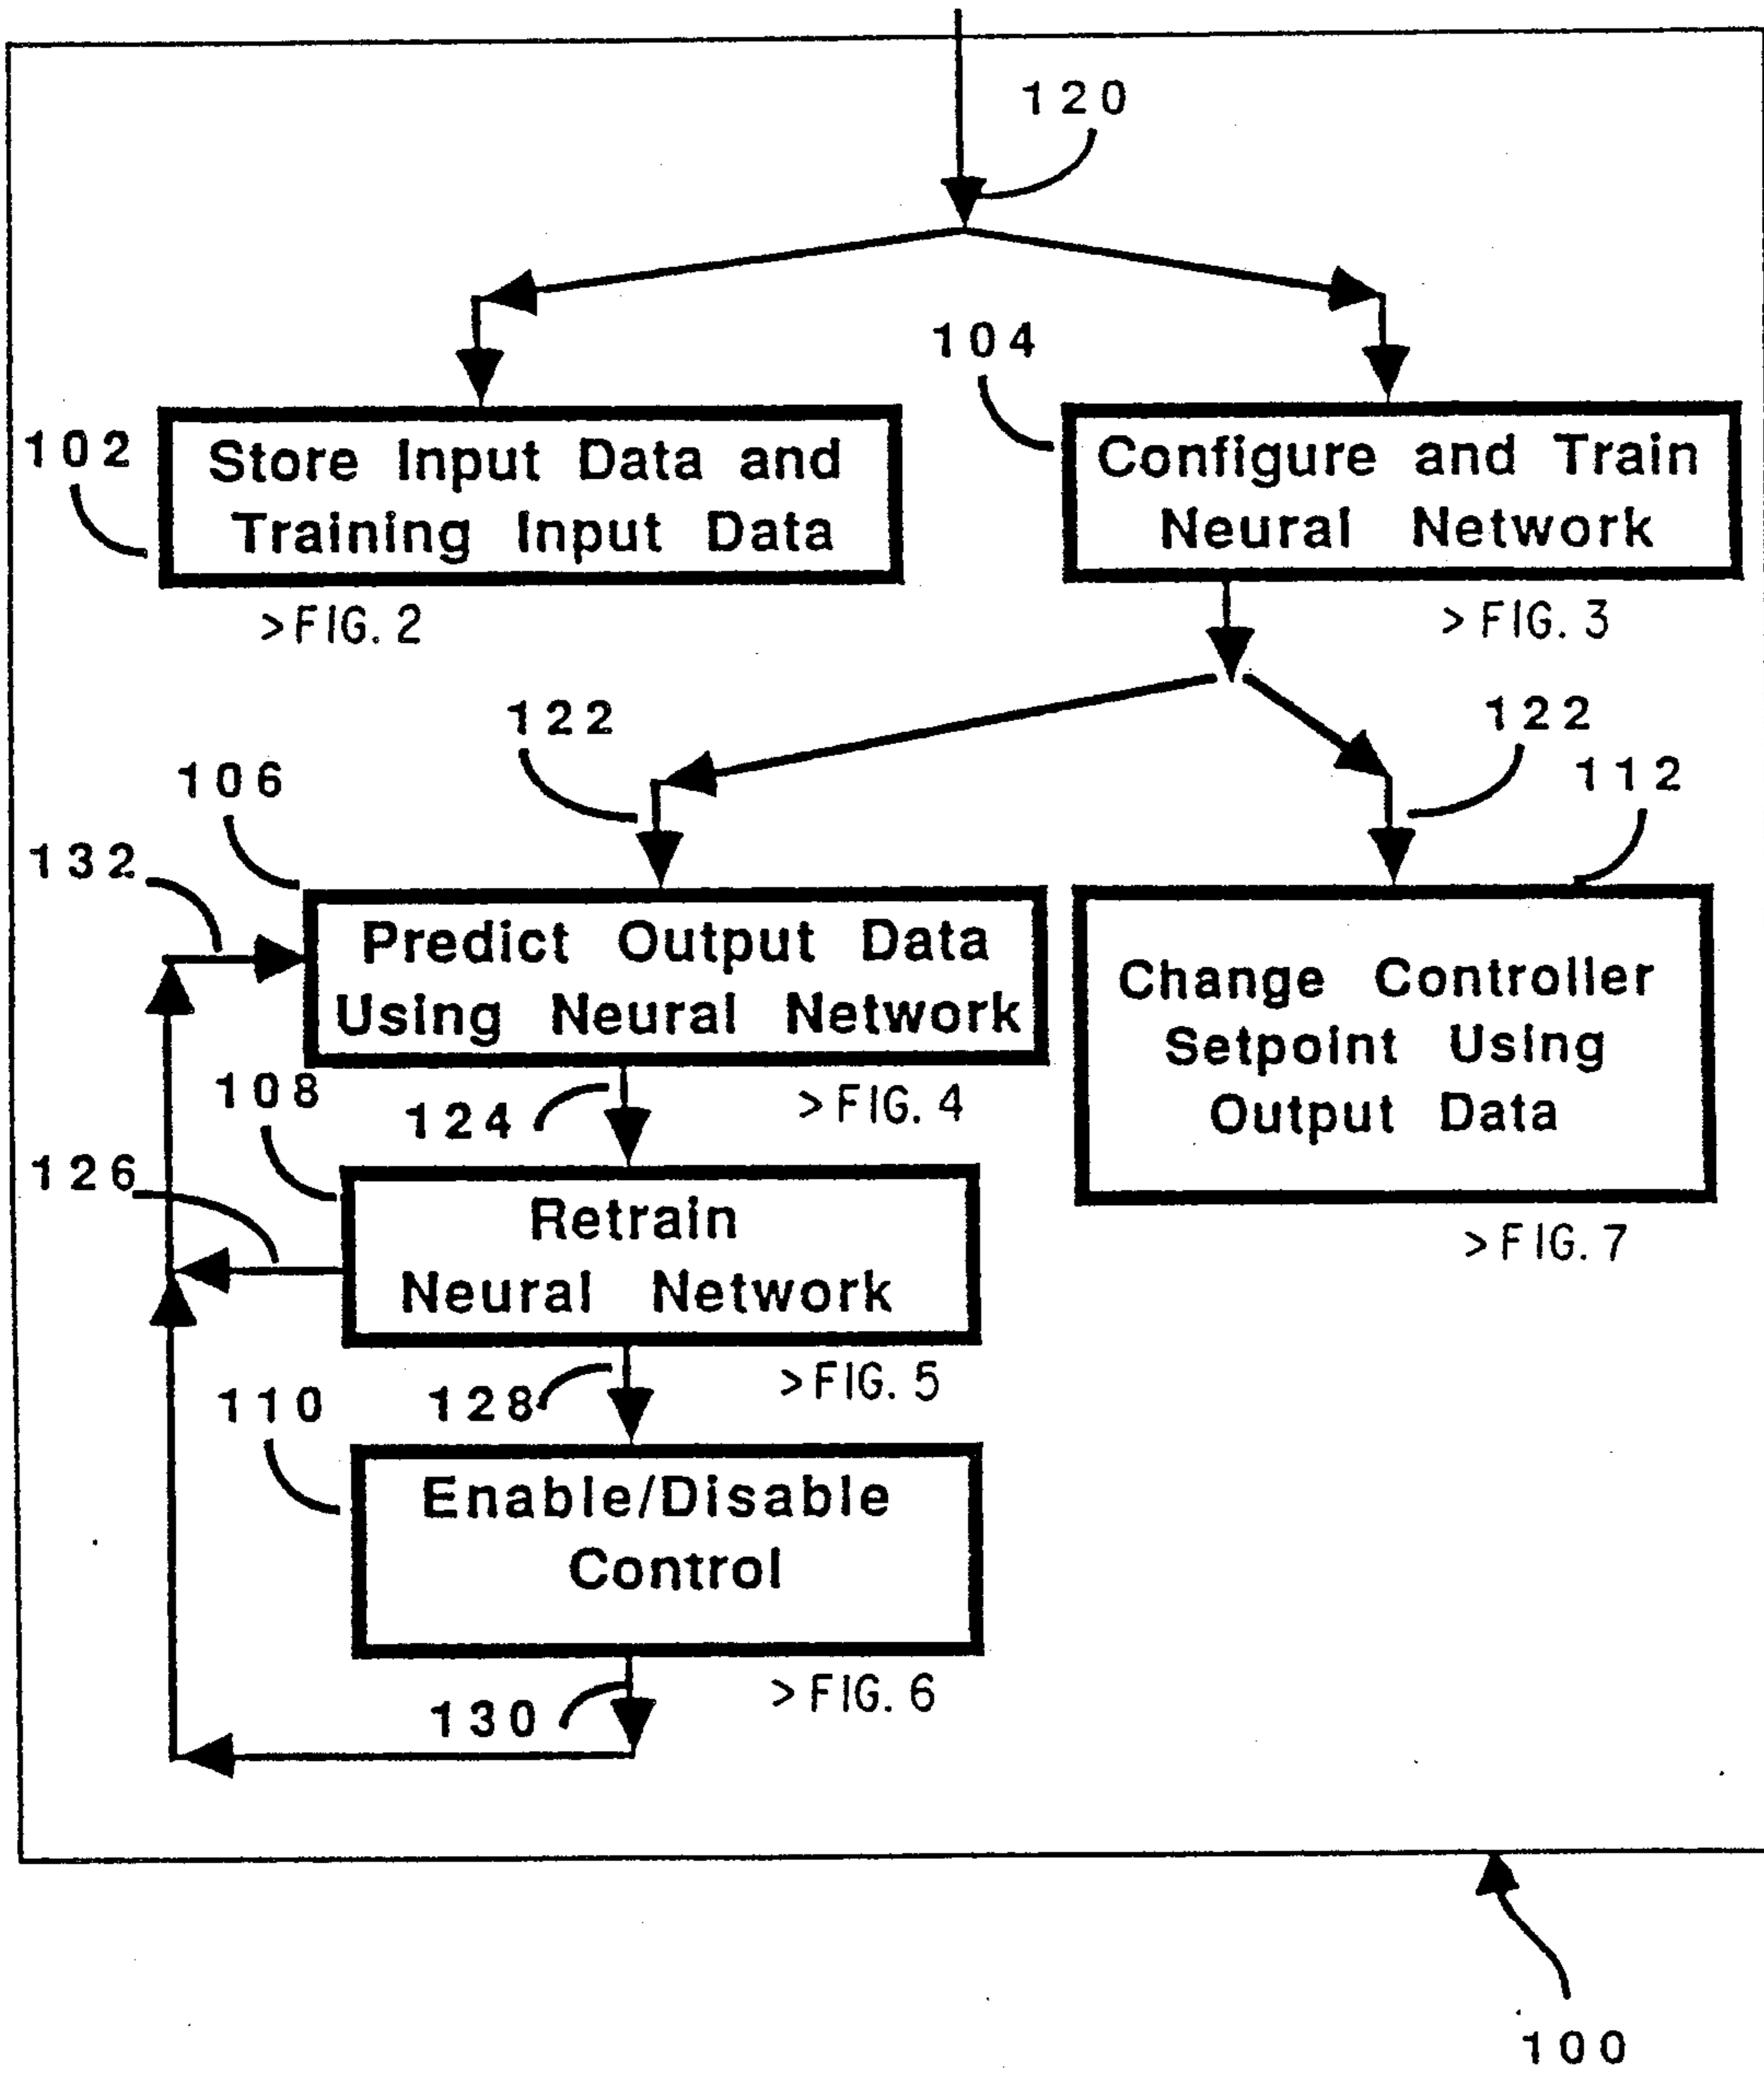 120
104
102
Store Input Data and
Training Input Data
Configure and Train
Neural Network
>FIG. 2
>FIG. 3
122
122
106
112
132
Predict Output Data
Using Neural Network
Change Controller
Setpoint Using
Output Data
108
124
>FIG. 4
126
Retrain
Neural Network
>FIG. 7
110
128
>FIG. 5
Enable/Disable
Control
130
>FIG. 6
100